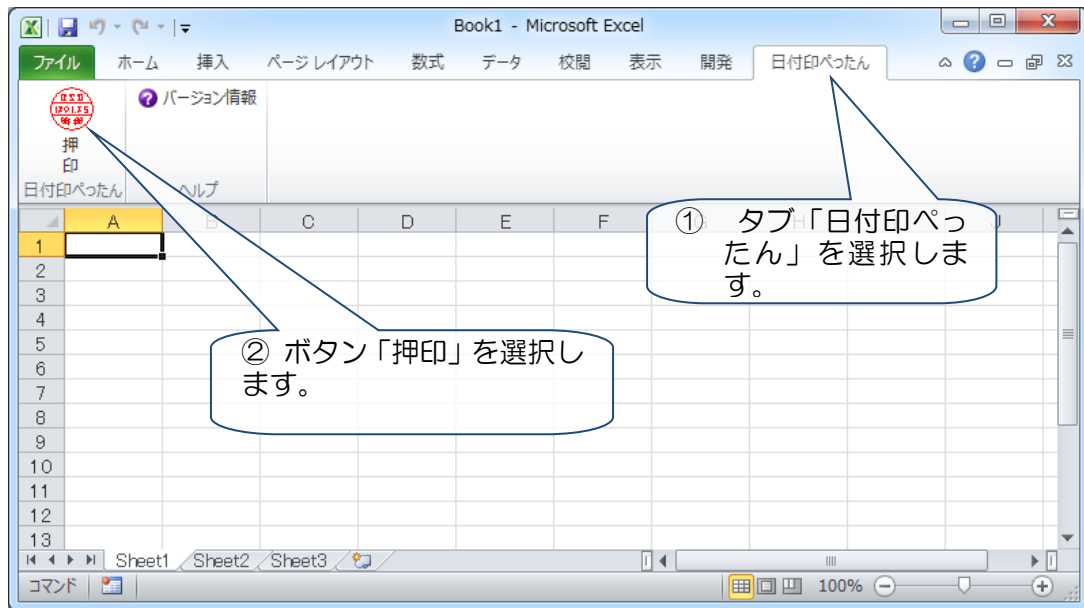 Book1 - Microsoft Excel
ファイル ホーム 挿入 ページ レイアウト 数式 データ 校閲 表示 開発 日付印ぺったん
バージョン情報
押
印
日付印ぺったん ヘルプ
A B C D E F G H J
① タブ「日付印ぺっ
たん」を選択しま
す。
1
2
3
4
5
② ボタン「押印」を選択し
ます。
6
7
8
9
10
11
12
13
Sheet1 Sheet2 Sheet3
コマンド 100%